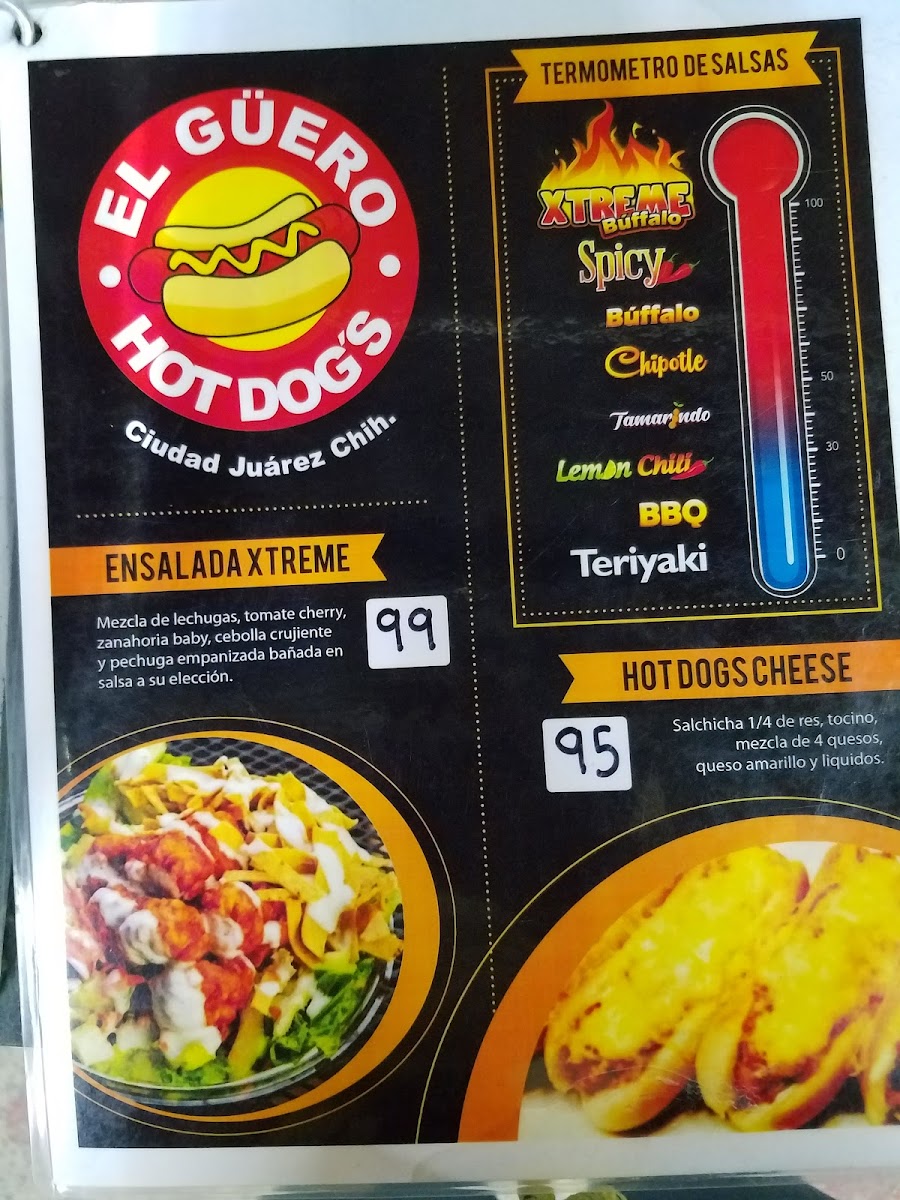 EL GÜERO
HOT DOG'S
Ciudad Juárez Chih.
TERMOMETRO DE SALSAS
XTREME
Búffalo
Spicy
Búffalo
Chipotle
Tamarindo
Lemon Chili
BBQ
Teriyaki
100
50
30
0
ENSALADA XTREME
Mezcla de lechugas, tomate cherry,
zanahoria baby, cebolla crujiente
y pechuga empanizada bañada en
salsa a su elección.
99
HOT DOGS CHEESE
95
Salchicha 1/4 de res, tocino,
mezcla de 4 quesos,
queso amarillo y liquidos.